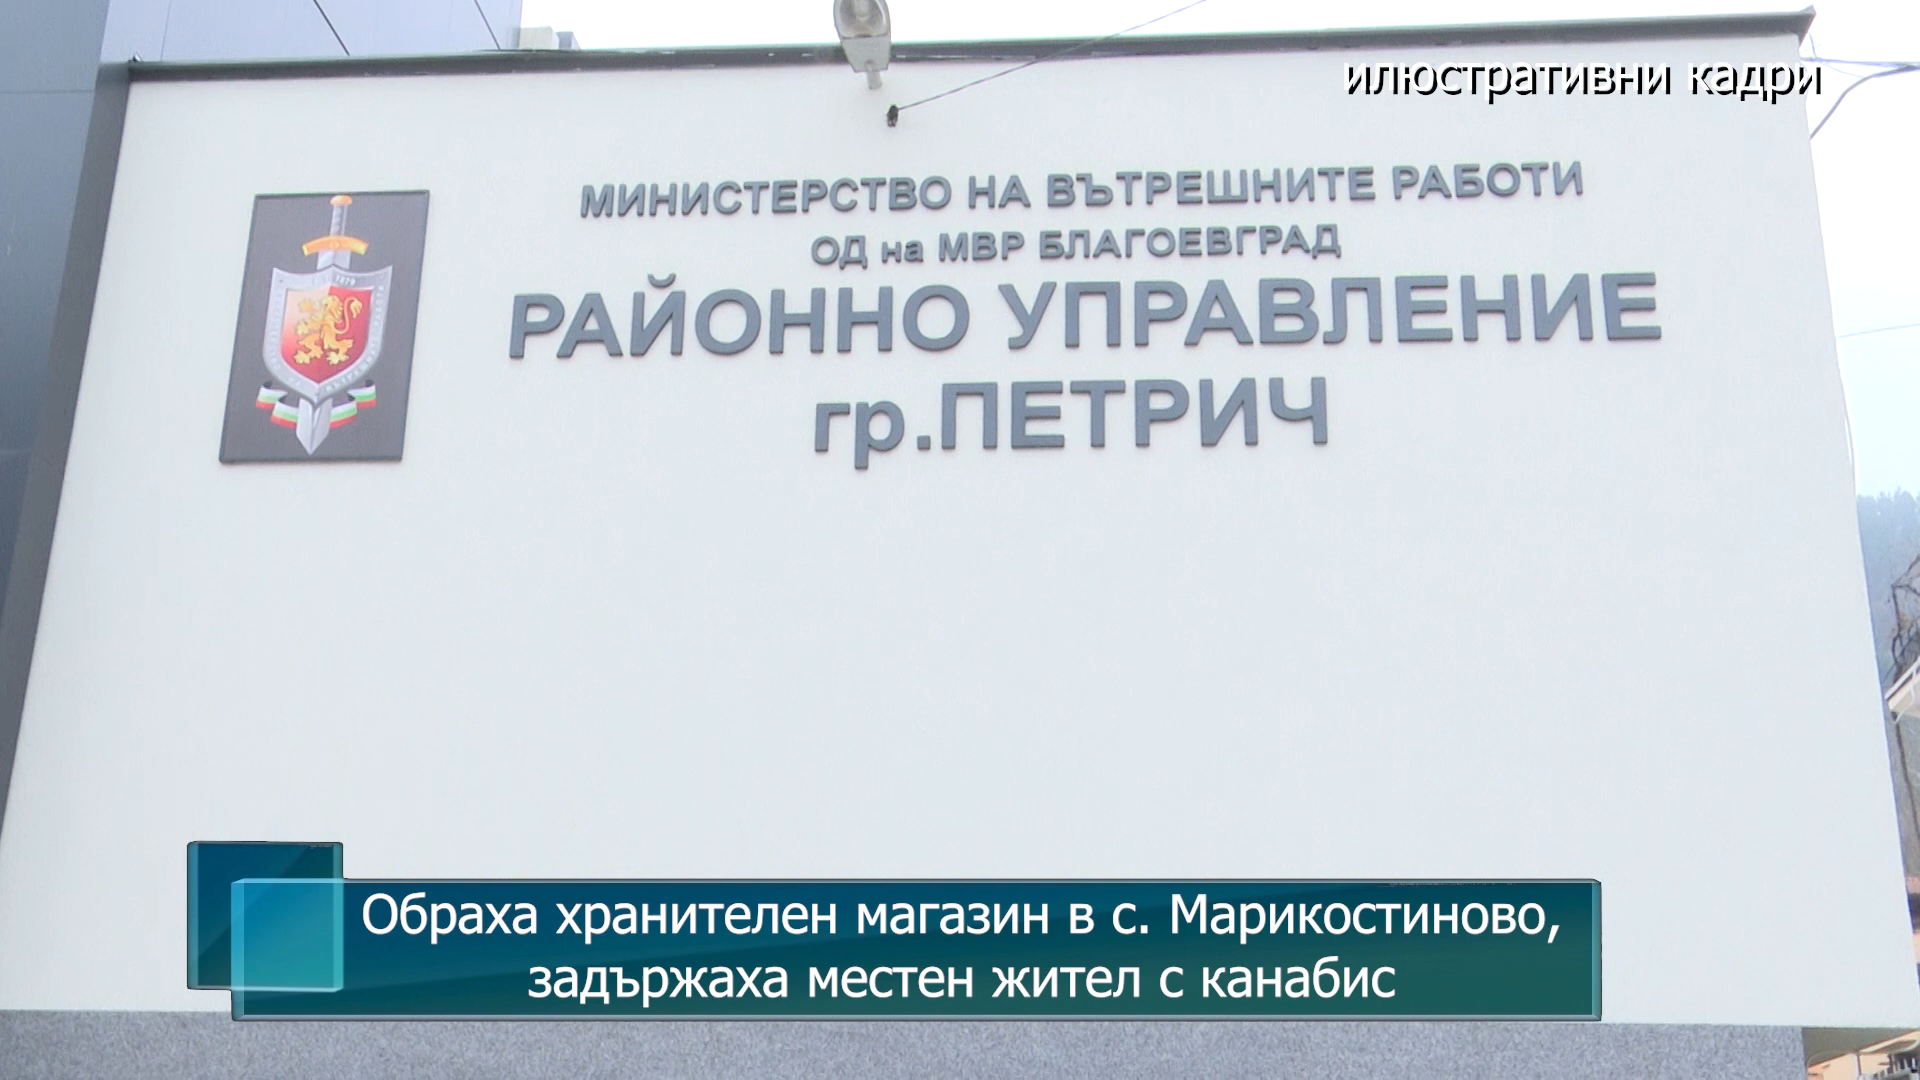 илюстративни кадри
МИНИСТЕРСТВО НА ВЪТРЕШНИТЕ РАБОТИ
ОД на МВР БЛАГОЕВГРАД
РАЙОННО УПРАВЛЕНИЕ
гр.ПЕТРИЧ
1879
Обраха хранителен магазин в с. Марикостиново,
задържаха местен жител с канабис